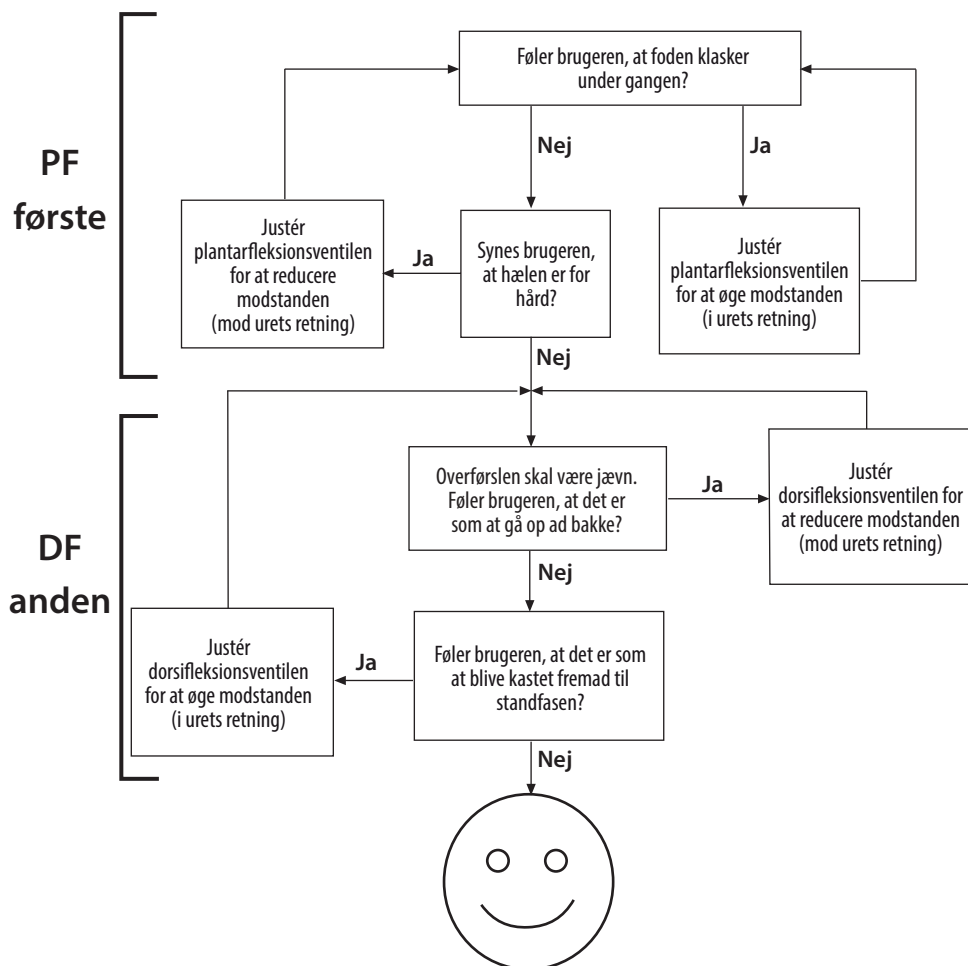 PF
første
Føler brugeren, at foden klasker
under gangen?
Nej
Ja
Justér
plantarfleksionsventilen
for at reducere
modstanden
(mod urets retning)
Ja
Synes brugeren,
at hælen er for
hård?
Justér
plantarfleksionsventilen
for at øge modstanden
(i urets retning)
Nej
DF
anden
Overførslen skal være jævn.
Føler brugeren, at det er
som at gå op ad bakke?
Ja
Justér
dorsifleksionsventilen for
at reducere modstanden
(mod urets retning)
Nej
Justér
dorsifleksionsventilen
for at øge modstanden
(i urets retning)
Ja
Føler brugeren, at det er som
at blive kastet fremad til
standfasen?
Nej